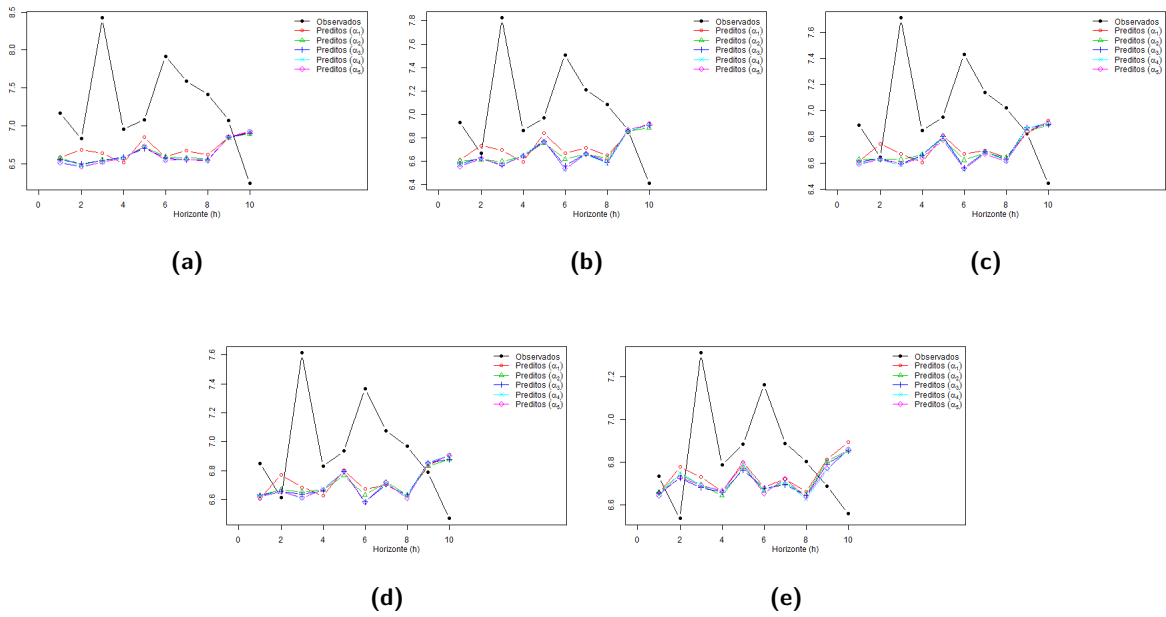 8.5
8.0
7.5
7.0
6.5
0 2 4 6 8 10
Horizonte (h)
Observados
Preditos (α₁)
Preditos (α₂)
Preditos (α₃)
Preditos (α₄)
Preditos (α₅)
(a)
7.8
7.6
7.4
7.2
7.0
6.8
6.6
6.4
0 2 4 6 8 10
Horizonte (h)
Observados
Preditos (α₁)
Preditos (α₂)
Preditos (α₃)
Preditos (α₄)
Preditos (α₅)
(b)
7.6
7.4
7.2
7.0
6.8
6.6
6.4
0 2 4 6 8 10
Horizonte (h)
Observados
Preditos (α₁)
Preditos (α₂)
Preditos (α₃)
Preditos (α₄)
Preditos (α₅)
(c)
7.6
7.4
7.2
7.0
6.8
6.6
0 2 4 6 8 10
Horizonte (h)
Observados
Preditos (α₁)
Preditos (α₂)
Preditos (α₃)
Preditos (α₄)
Preditos (α₅)
(d)
7.2
7.0
6.8
6.6
0 2 4 6 8 10
Horizonte (h)
Observados
Preditos (α₁)
Preditos (α₂)
Preditos (α₃)
Preditos (α₄)
Preditos (α₅)
(e)